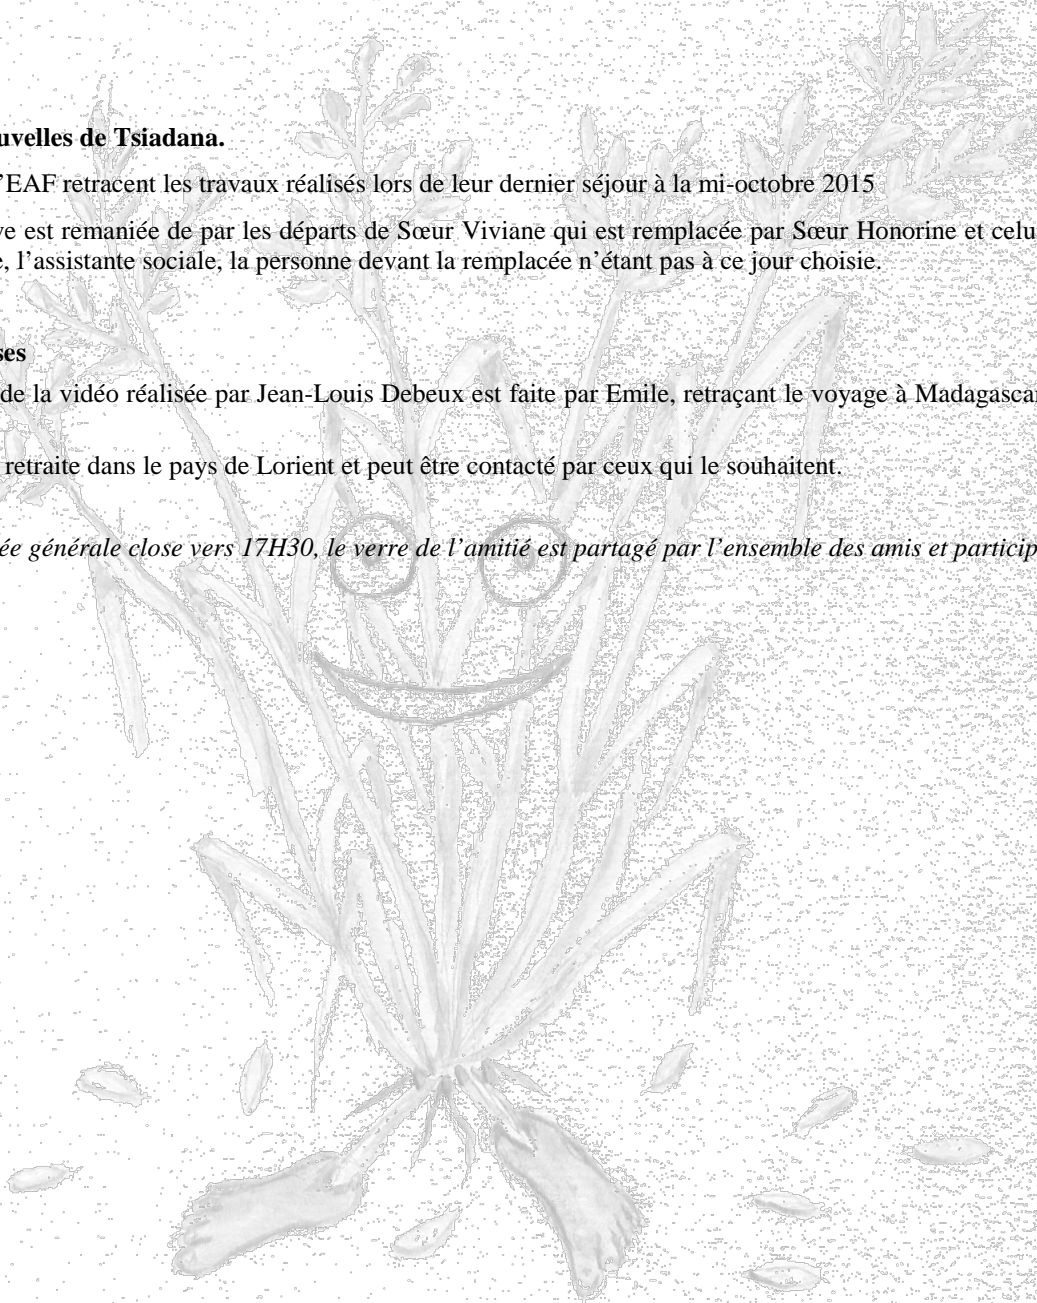 uvelles de Tsiadana.
’EAF retracent les travaux réalisés lors de leur dernier séjour à la mi-octobre 2015
ve est remaniée de par les départs de Sœur Viviane qui est remplacée par Sœur Honorine et celu
e, l’assistante sociale, la personne devant la remplacée n’étant pas à ce jour choisie.
ses
de la vidéo réalisée par Jean-Louis Debeux est faite par Emile, retraçant le voyage à Madagascar
retraite dans le pays de Lorient et peut être contacté par ceux qui le souhaitent.
ée générale close vers 17H30, le verre de l’amitié est partagé par l’ensemble des amis et particip